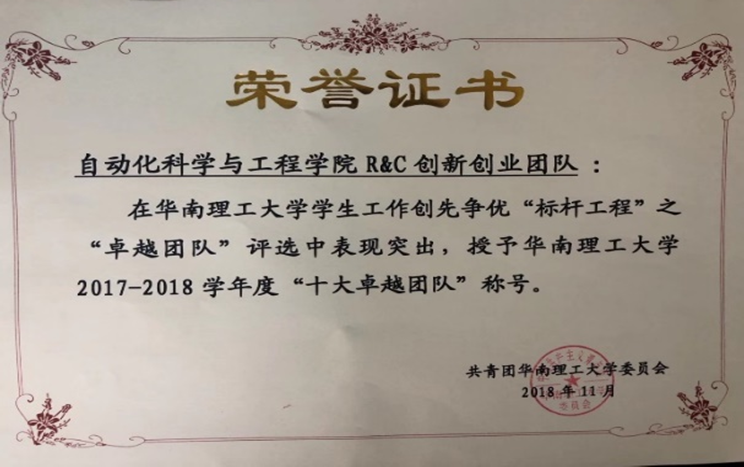 荣誉证书
自动化科学与工程学院 R&C 创新创业团队：
在华南理工大学学生工作创先争优“标杆工程”之
“卓越团队”评选中表现突出，授予华南理工大学
2017-2018 学年度“十大卓越团队”称号。
共青团华南理工大学委员会
2018 年 11 月
委员会